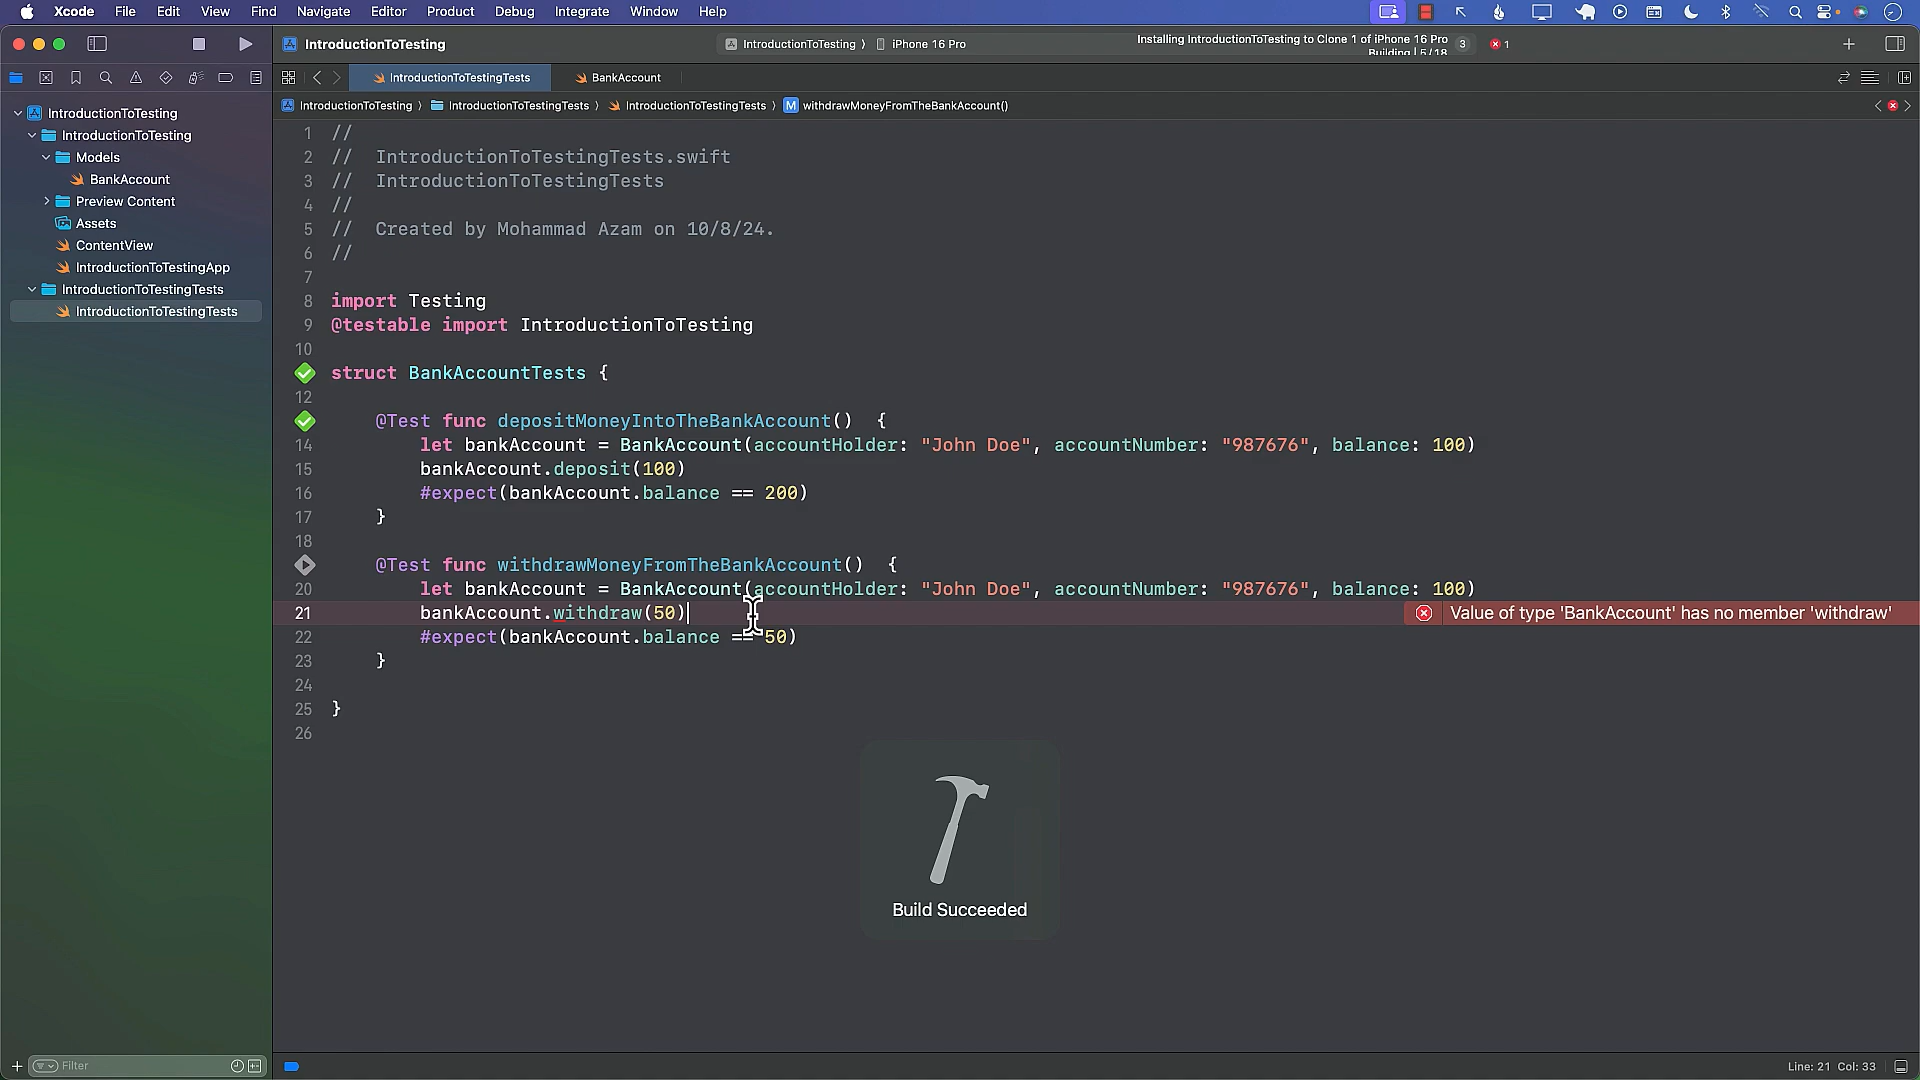 Xcode File Edit View Find Navigate Editor Product Debug Integrate Window Help
IntroductionToTesting
IntroductionToTesting ⟩ iPhone 16 Pro
Installing IntroductionToTesting to Clone 1 of iPhone 16 Pro
Building | 5/18
3
1
IntroductionToTestingTests
BankAccount
IntroductionToTesting ⟩ IntroductionToTestingTests ⟩ IntroductionToTestingTests ⟩ M withdrawMoneyFromTheBankAccount()
IntroductionToTesting
IntroductionToTesting
Models
BankAccount
Preview Content
Assets
ContentView
IntroductionToTestingApp
IntroductionToTestingTests
IntroductionToTestingTests
1 //
2 // IntroductionToTestingTests.swift
3 // IntroductionToTestingTests
4 //
5 // Created by Mohammad Azam on 10/8/24.
6 //
7
8 import Testing
9 @testable import IntroductionToTesting
10
struct BankAccountTests {
12
@Test func depositMoneyIntoTheBankAccount() {
14 let bankAccount = BankAccount(accountHolder: "John Doe", accountNumber: "987676", balance: 100)
15 bankAccount.deposit(100)
16 #expect(bankAccount.balance == 200)
17 }
18
@Test func withdrawMoneyFromTheBankAccount() {
20 let bankAccount = BankAccount(accountHolder: "John Doe", accountNumber: "987676", balance: 100)
21 bankAccount.withdraw(50)
Value of type 'BankAccount' has no member 'withdraw'
22 #expect(bankAccount.balance == 50)
23 }
24
25 }
26
Build Succeeded
Filter
Line: 21 Col: 33